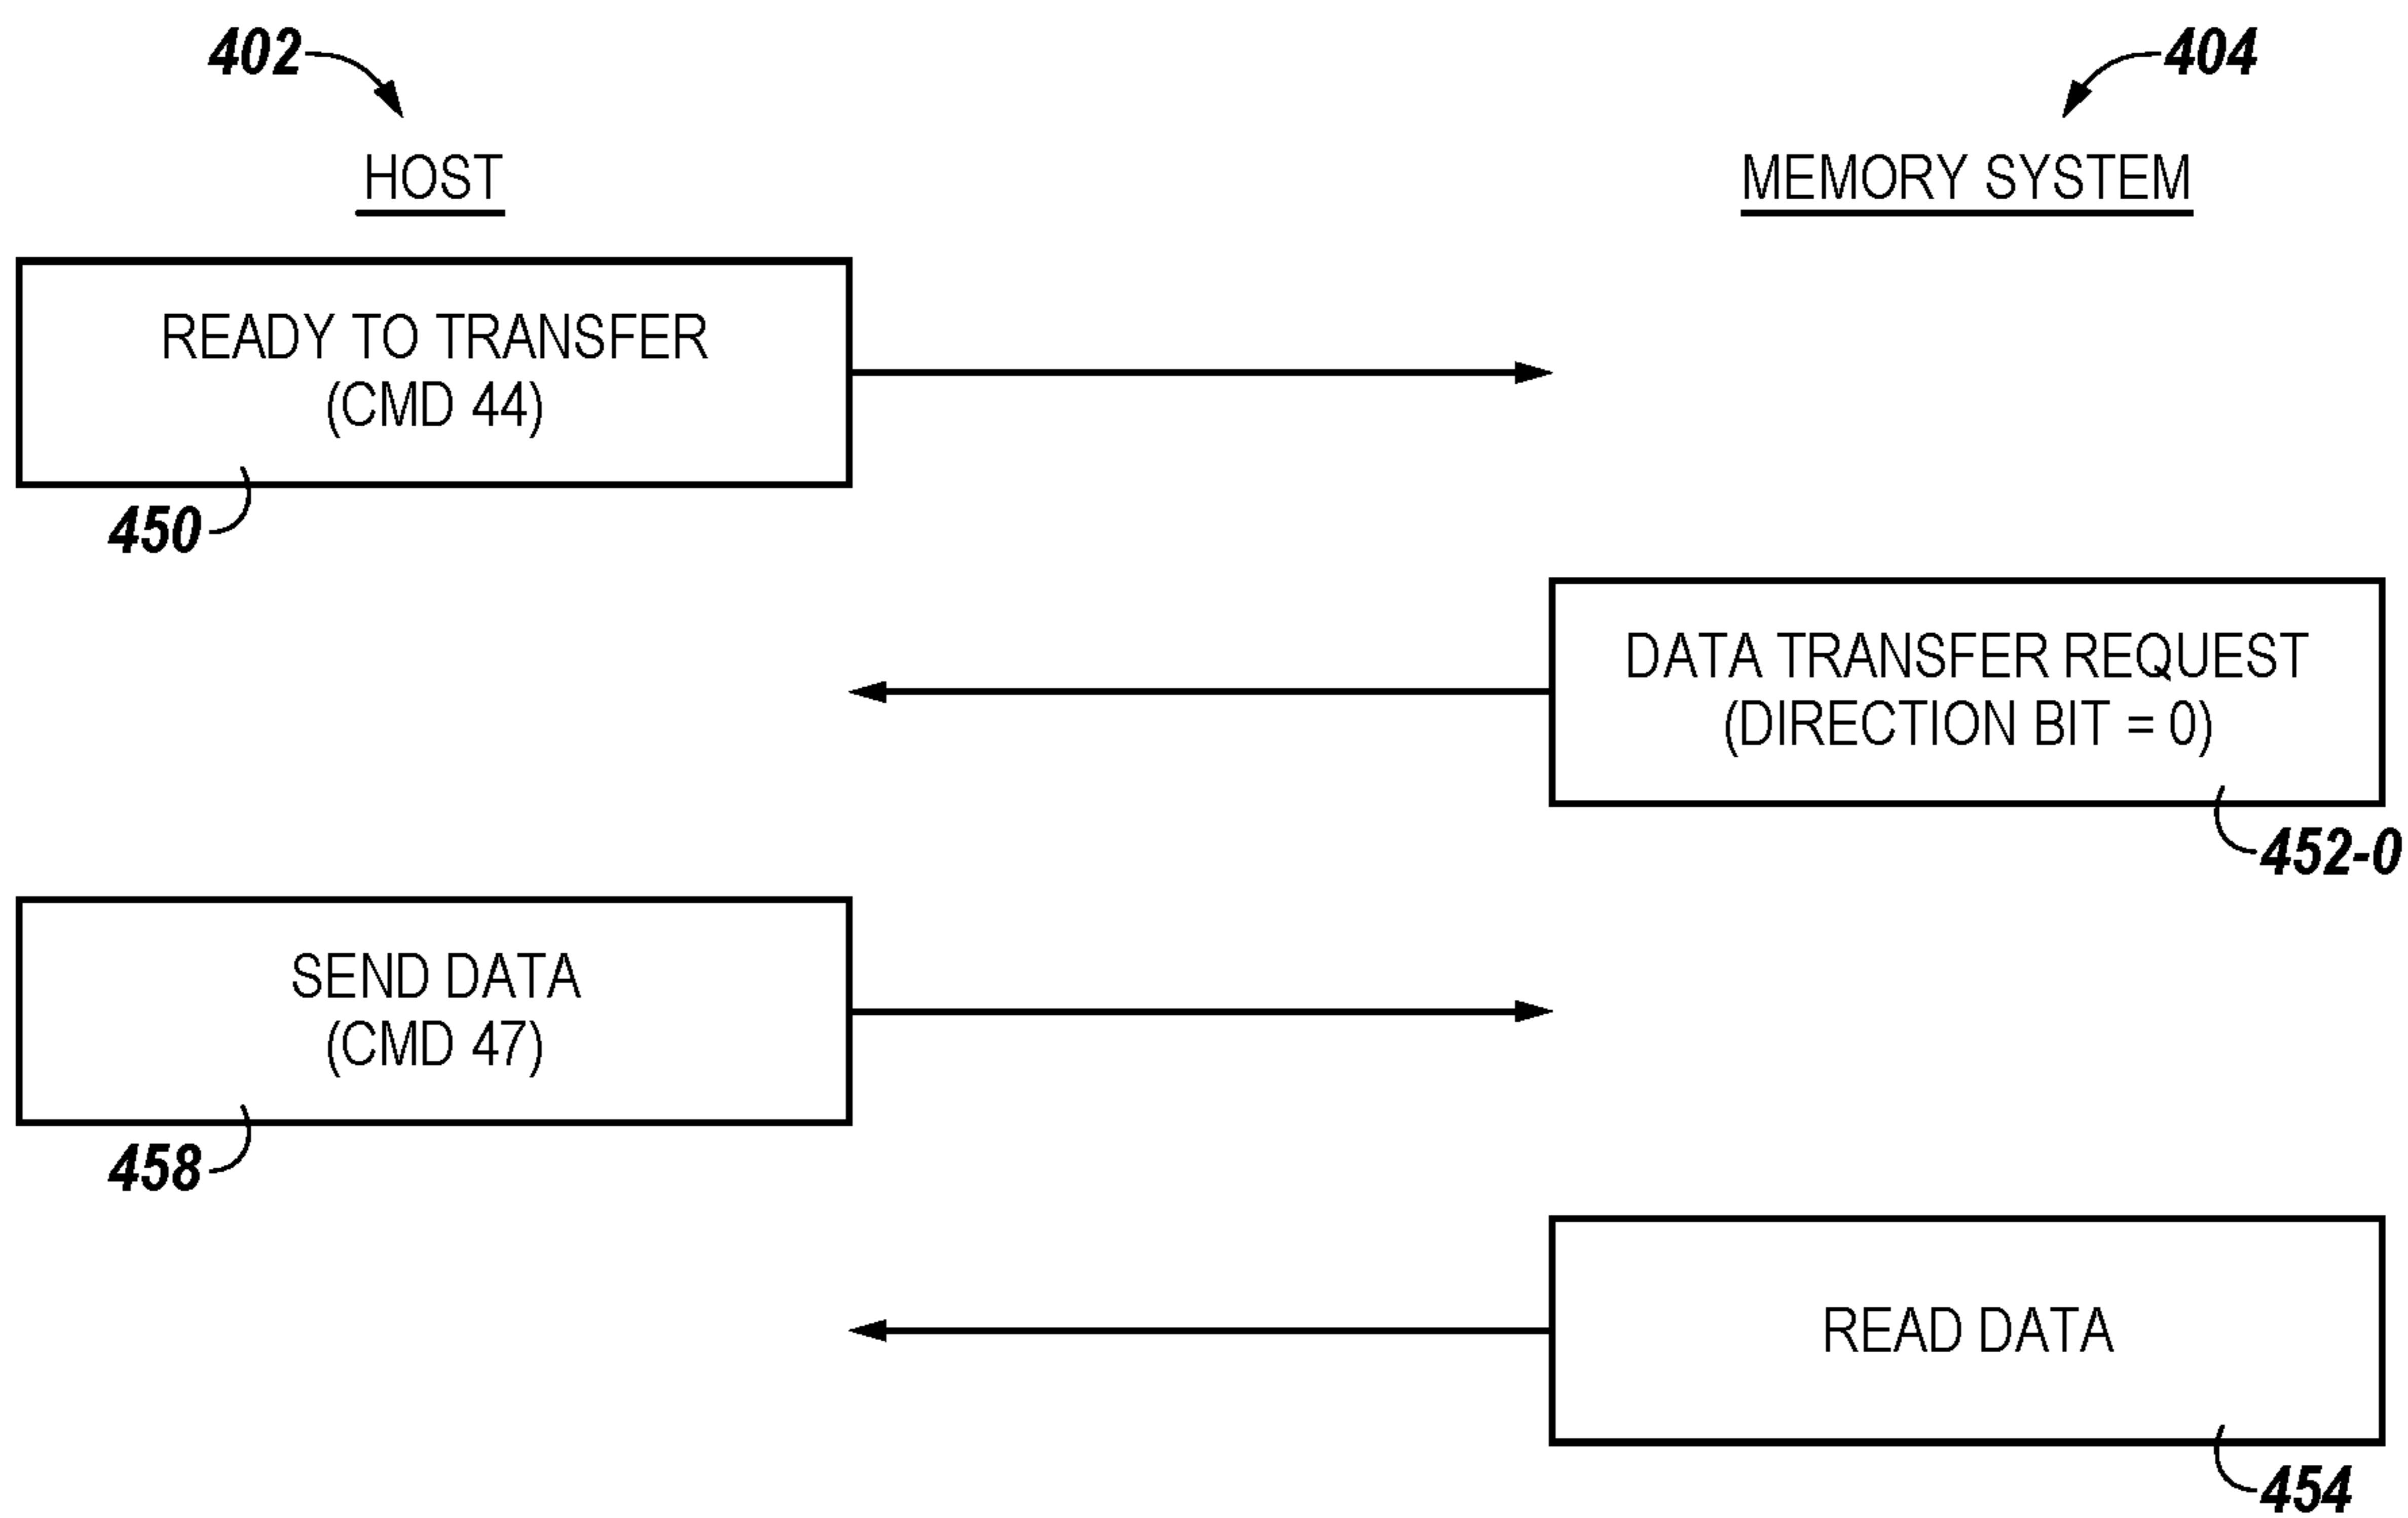 402
404
HOST
MEMORY SYSTEM
READY TO TRANSFER
(CMD 44)
450
DATA TRANSFER REQUEST
(DIRECTION BIT = 0)
452-0
SEND DATA
(CMD 47)
458
READ DATA
454